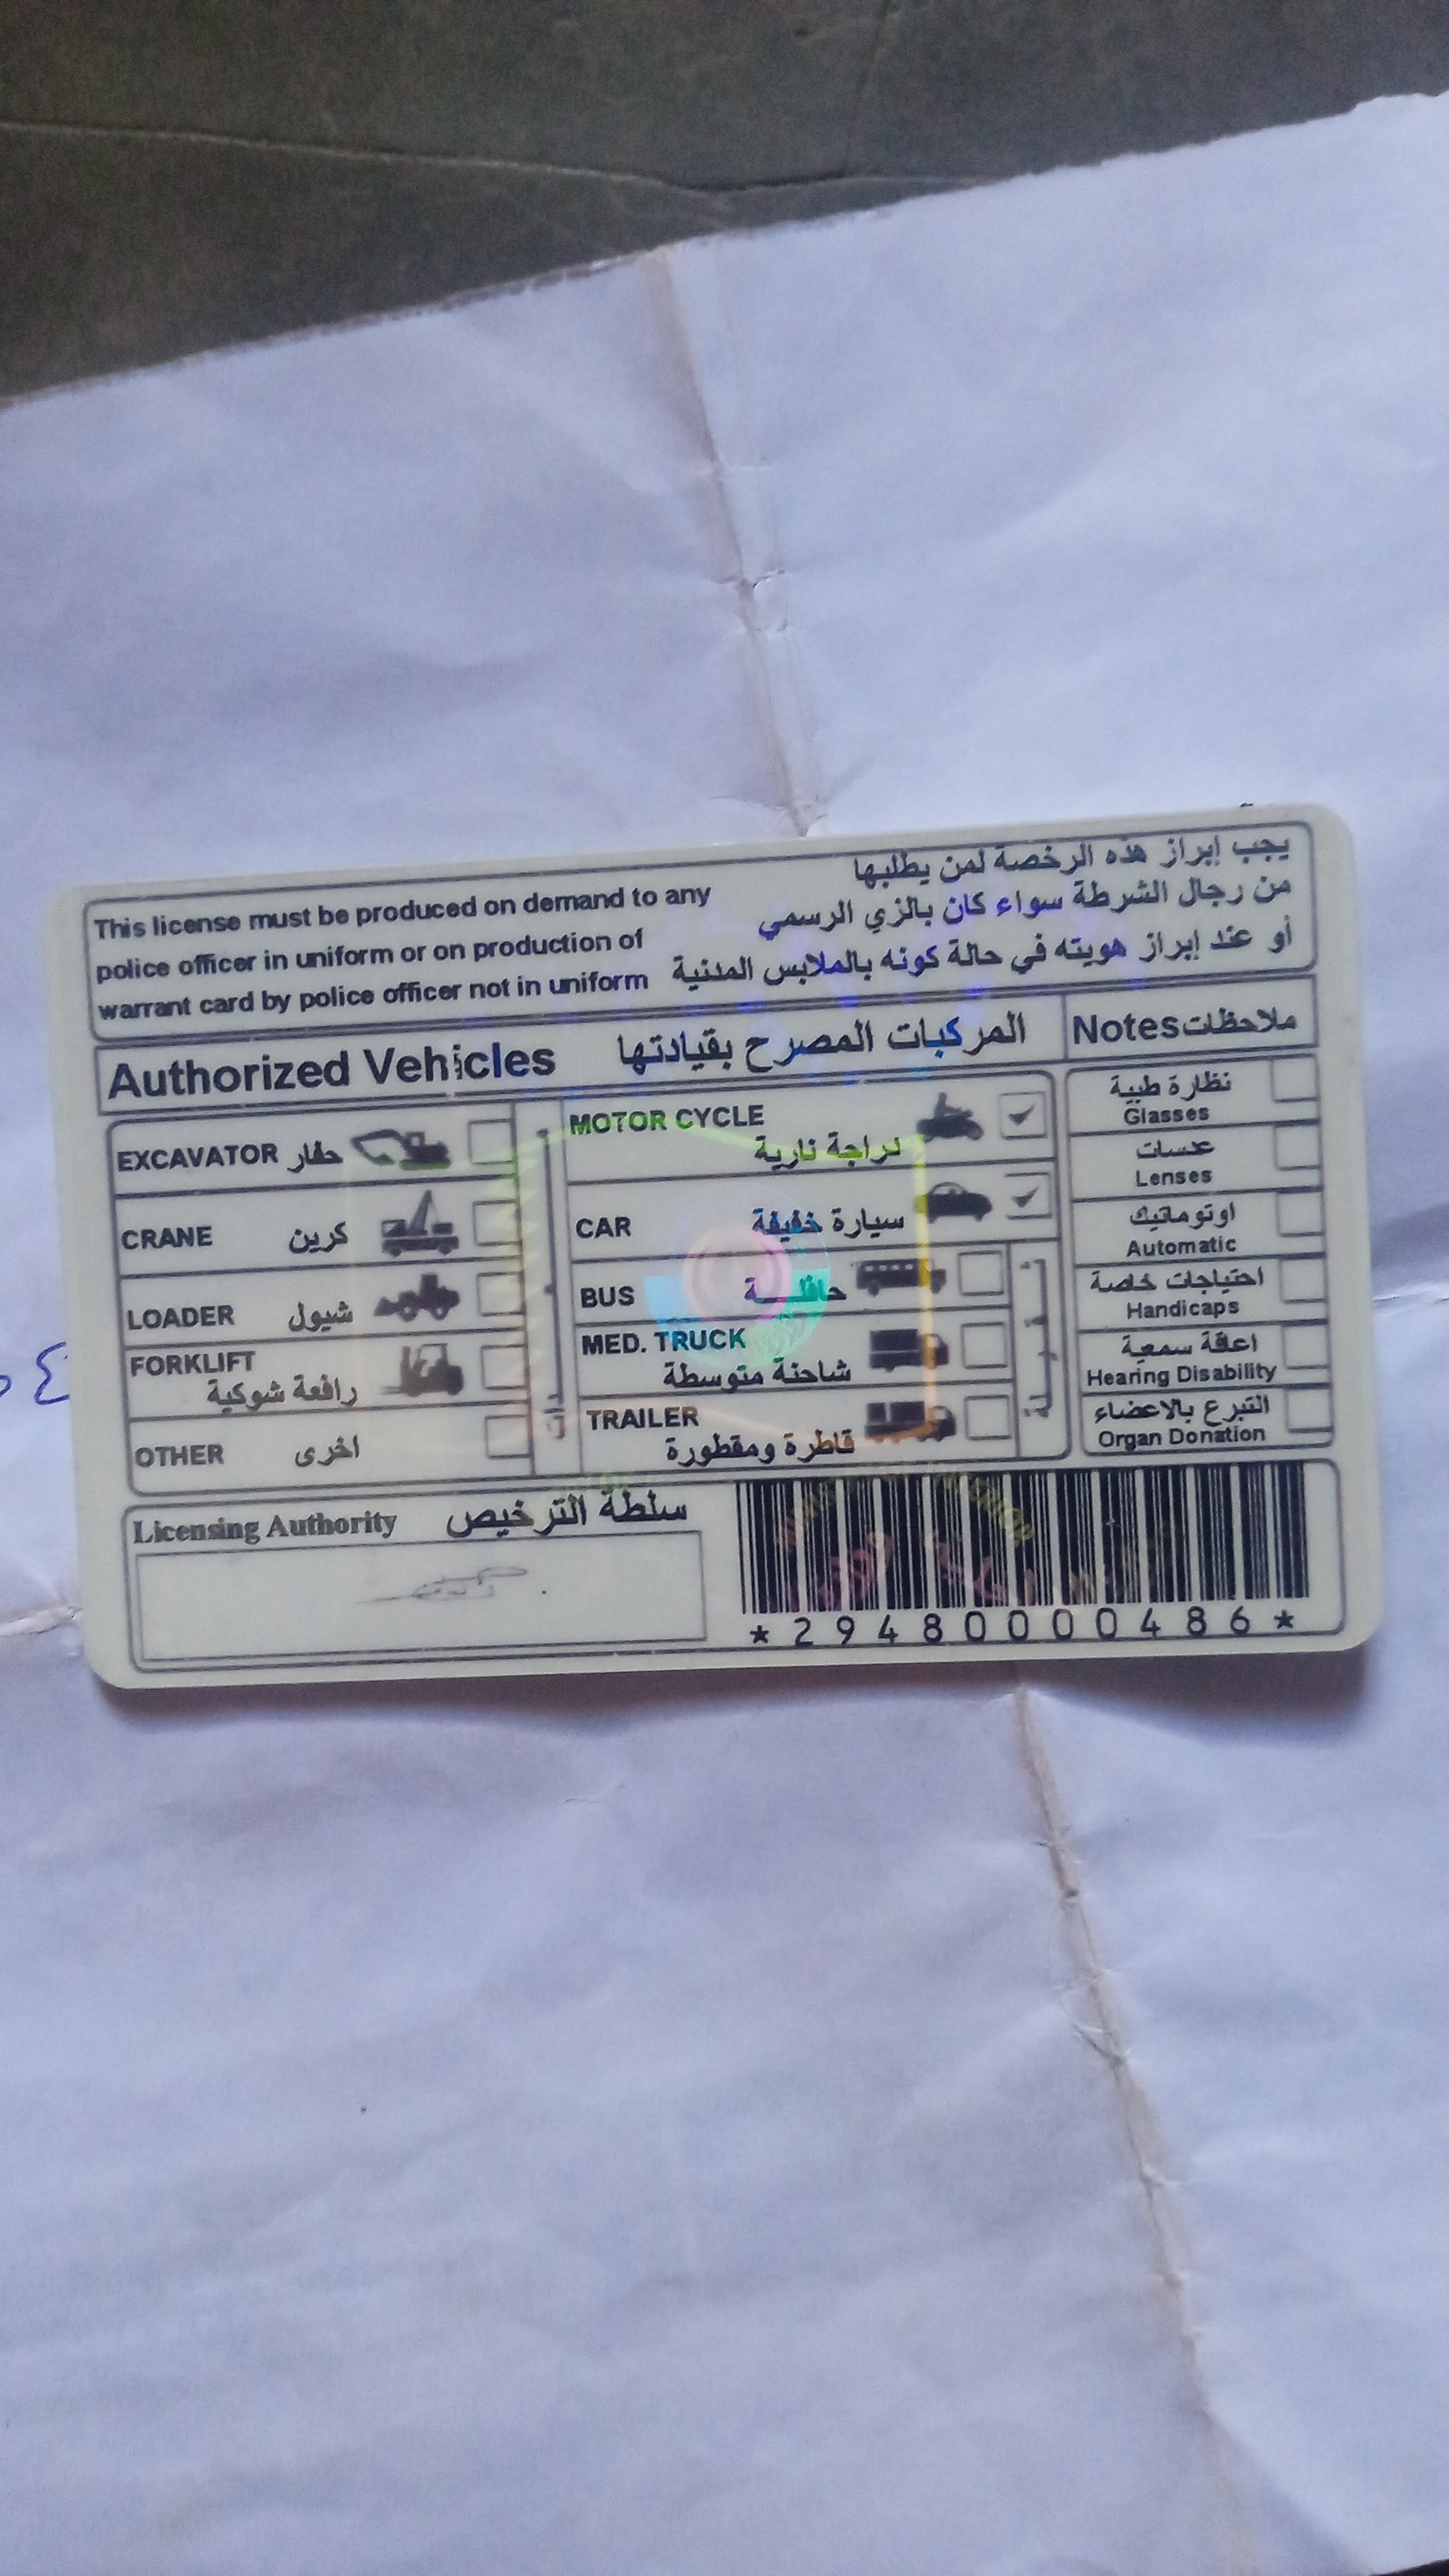 This license must be produced on demand to any
police officer in uniform or on production of
warrant card by police officer not in uniform
يجب إبراز هذه الرخصة لمن يطلبها
من رجال الشرطة سواء كان بالزي الرسمي
أو عند إبراز هويته في حالة كونه بالملابس المدنية
Authorized Vehicles المركبات المصرح بقيادتها
Notes ملاحظات
EXCAVATOR حفار
CRANE كرين
LOADER شيول
FORKLIFT
رافعة شوكية
OTHER اخرى
MOTOR CYCLE
دراجة نارية
CAR سيارة خفيفة
BUS حافلـــة
MED. TRUCK
شاحنة متوسطة
TRAILER
قاطرة ومقطورة
نظارة طبية
Glasses
عدسات
Lenses
اوتوماتيك
Automatic
احتياجات خاصة
Handicaps
اعاقة سمعية
Hearing Disability
التبرع بالاعضاء
Organ Donation
Licensing Authority سلطة الترخيص
*29480000486*